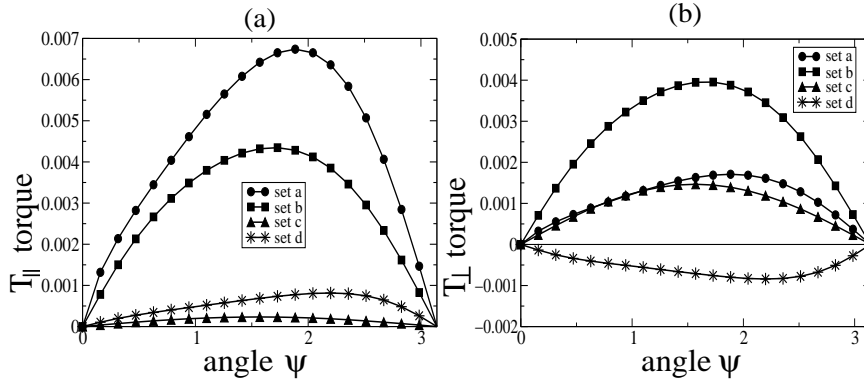 (a)
0.007
0.006
0.005
0.004
0.003
0.002
0.001
0
T∥ torque
set a
set b
set c
set d
0 1 2 3
angle ψ
(b)
0.005
0.004
0.003
0.002
0.001
0
−0.001
−0.002
T⊥ torque
set a
set b
set c
set d
0 1 2 3
angle ψ